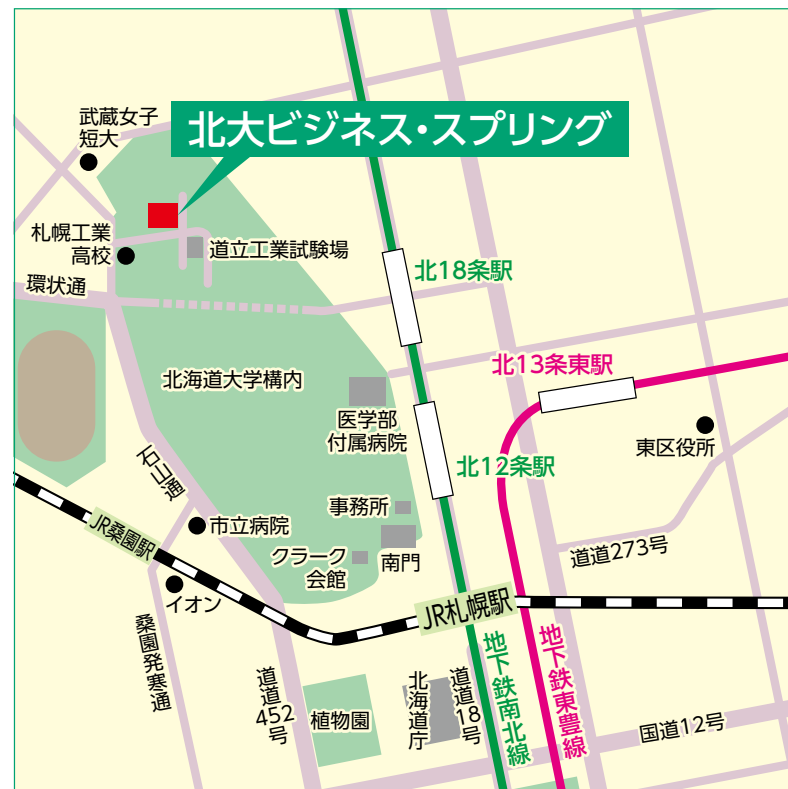 武蔵女子
短大
北大ビジネス・スプリング
札幌工業
高校
道立工業試験場
環状通
北18条駅
北海道大学構内
北13条東駅
医学部
付属病院
北12条駅
東区役所
石山通
事務所
市立病院
JR桑園駅
南門
クラーク
会館
道道273号
イオン
JR札幌駅
桑園発寒通
道道452号
植物園
北海道庁
道道18号
地下鉄南北線
地下鉄東豊線
国道12号